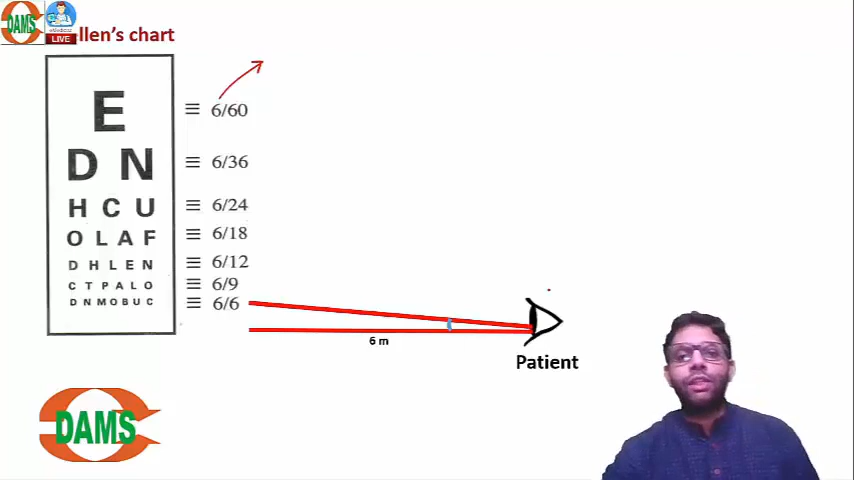 DAMS
eMedicoz
LIVE
llen's chart
E
≡ 6/60
D N
≡ 6/36
H C U
≡ 6/24
O L A F
≡ 6/18
D H L E N
≡ 6/12
C T P A L O
≡ 6/9
D N M O B U C
≡ 6/6
6 m
Patient
DAMS